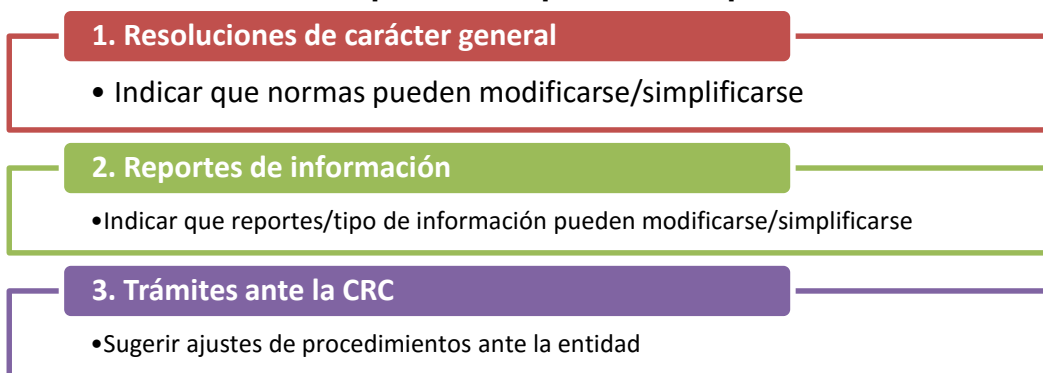 1. Resoluciones de carácter general
• Indicar que normas pueden modificarse/simplificarse
2. Reportes de información
•Indicar que reportes/tipo de información pueden modificarse/simplificarse
3. Trámites ante la CRC
•Sugerir ajustes de procedimientos ante la entidad